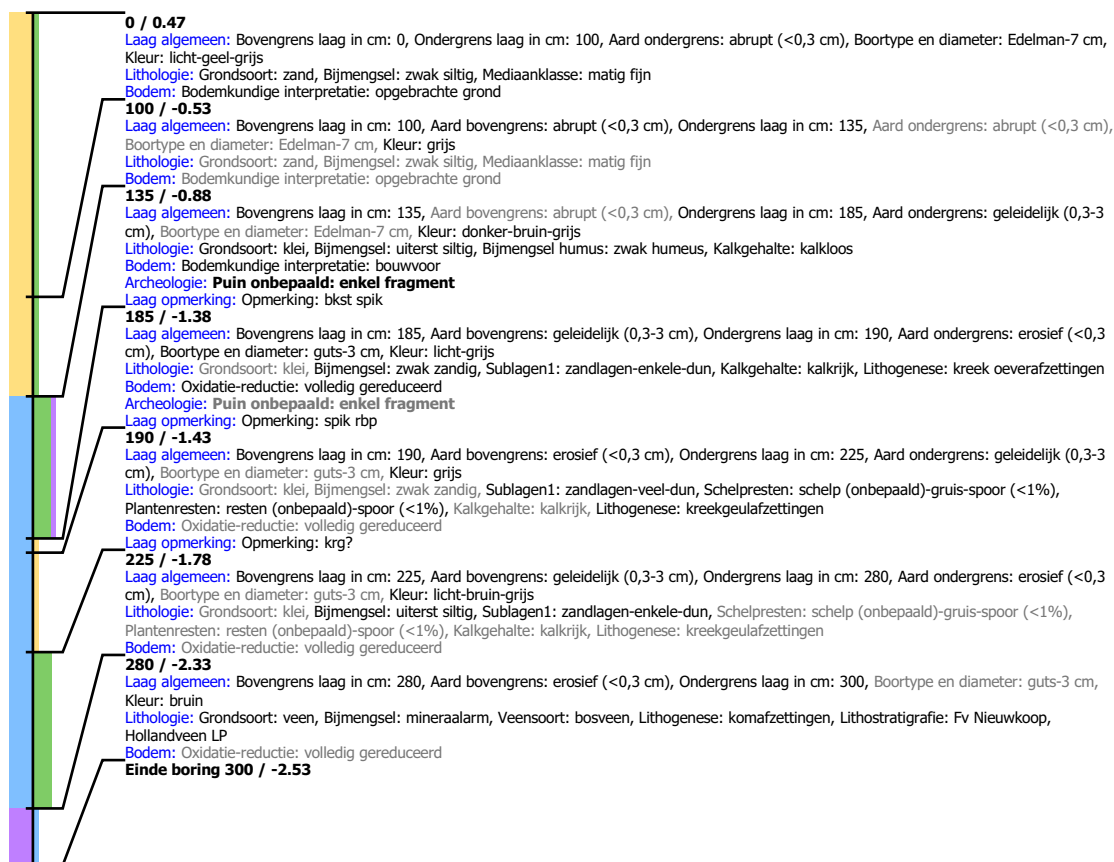 0 / 0.47
Laag algemeen: Bovengrens laag in cm: 0, Ondergrens laag in cm: 100, Aard ondergrens: abrupt (<0,3 cm), Boortype en diameter: Edelman-7 cm,
Kleur: licht-geel-grijs
Lithologie: Grondsoort: zand, Bijmengsel: zwak siltig, Mediaanklasse: matig fijn
Bodem: Bodemkundige interpretatie: opgebrachte grond
100 / -0.53
Laag algemeen: Bovengrens laag in cm: 100, Aard bovengrens: abrupt (<0,3 cm), Ondergrens laag in cm: 135, Aard ondergrens: abrupt (<0,3 cm),
Boortype en diameter: Edelman-7 cm, Kleur: grijs
Lithologie: Grondsoort: zand, Bijmengsel: zwak siltig, Mediaanklasse: matig fijn
Bodem: Bodemkundige interpretatie: opgebrachte grond
135 / -0.88
Laag algemeen: Bovengrens laag in cm: 135, Aard bovengrens: abrupt (<0,3 cm), Ondergrens laag in cm: 185, Aard ondergrens: geleidelijk (0,3-3
cm), Boortype en diameter: Edelman-7 cm, Kleur: donker-bruin-grijs
Lithologie: Grondsoort: klei, Bijmengsel: uiterst siltig, Bijmengsel humus: zwak humeus, Kalkgehalte: kalkloos
Bodem: Bodemkundige interpretatie: bouwvoor
Archeologie: Puin onbepaald: enkel fragment
Laag opmerking: Opmerking: bkst spik
185 / -1.38
Laag algemeen: Bovengrens laag in cm: 185, Aard bovengrens: geleidelijk (0,3-3 cm), Ondergrens laag in cm: 190, Aard ondergrens: erosief (<0,3
cm), Boortype en diameter: guts-3 cm, Kleur: licht-grijs
Lithologie: Grondsoort: klei, Bijmengsel: zwak zandig, Sublagen1: zandlagen-enkele-dun, Kalkgehalte: kalkrijk, Lithogenese: kreek oeverafzettingen
Bodem: Oxidatie-reductie: volledig gereduceerd
Archeologie: Puin onbepaald: enkel fragment
Laag opmerking: Opmerking: spik rbp
190 / -1.43
Laag algemeen: Bovengrens laag in cm: 190, Aard bovengrens: erosief (<0,3 cm), Ondergrens laag in cm: 225, Aard ondergrens: geleidelijk (0,3-3
cm), Boortype en diameter: guts-3 cm, Kleur: grijs
Lithologie: Grondsoort: klei, Bijmengsel: zwak zandig, Sublagen1: zandlagen-veel-dun, Schelpresten: schelp (onbepaald)-gruis-spoor (<1%),
Plantenresten: resten (onbepaald)-spoor (<1%), Kalkgehalte: kalkrijk, Lithogenese: kreekgeulafzettingen
Bodem: Oxidatie-reductie: volledig gereduceerd
Laag opmerking: Opmerking: krg?
225 / -1.78
Laag algemeen: Bovengrens laag in cm: 225, Aard bovengrens: geleidelijk (0,3-3 cm), Ondergrens laag in cm: 280, Aard ondergrens: erosief (<0,3
cm), Boortype en diameter: guts-3 cm, Kleur: licht-bruin-grijs
Lithologie: Grondsoort: klei, Bijmengsel: uiterst siltig, Sublagen1: zandlagen-enkele-dun, Schelpresten: schelp (onbepaald)-gruis-spoor (<1%),
Plantenresten: resten (onbepaald)-spoor (<1%), Kalkgehalte: kalkrijk, Lithogenese: kreekgeulafzettingen
Bodem: Oxidatie-reductie: volledig gereduceerd
280 / -2.33
Laag algemeen: Bovengrens laag in cm: 280, Aard bovengrens: erosief (<0,3 cm), Ondergrens laag in cm: 300, Boortype en diameter: guts-3 cm,
Kleur: bruin
Lithologie: Grondsoort: veen, Bijmengsel: mineraalarm, Veensoort: bosveen, Lithogenese: komafzettingen, Lithostratigrafie: Fv Nieuwkoop,
Hollandveen LP
Bodem: Oxidatie-reductie: volledig gereduceerd
Einde boring 300 / -2.53